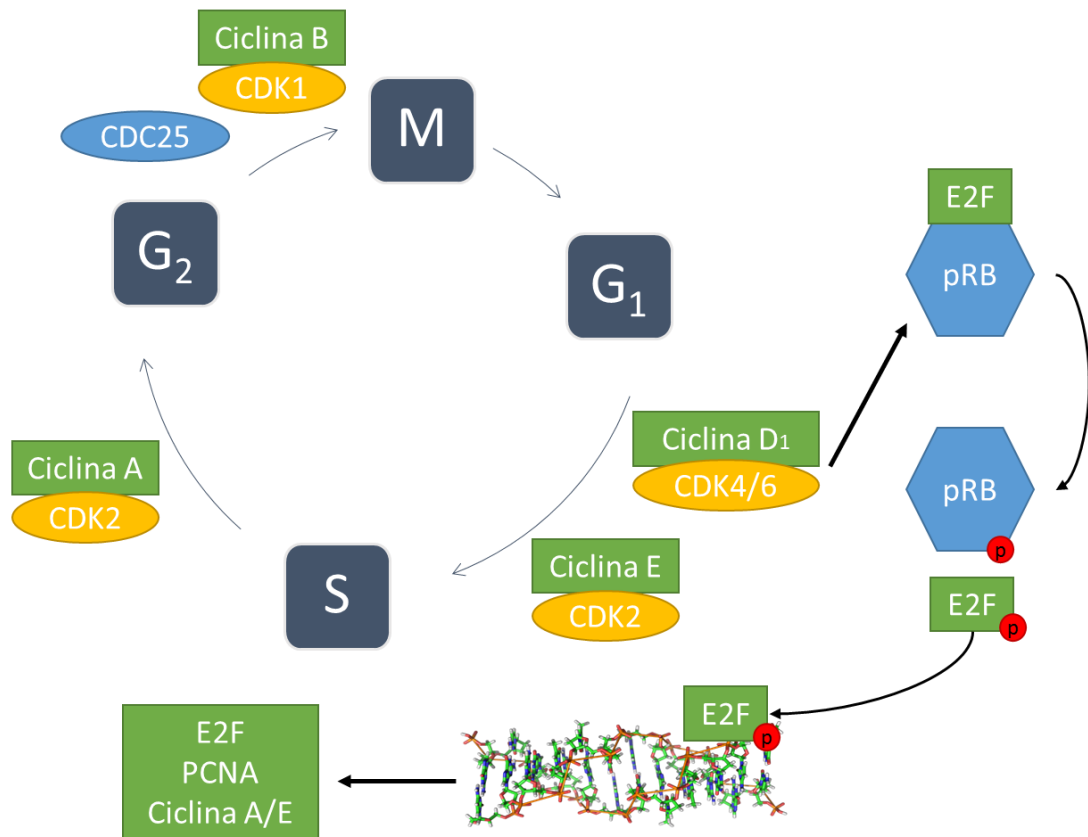 Ciclina B
CDK1
CDC25
M
G2
G1
E2F
pRB
Ciclina D1
CDK4/6
pRB
p
Ciclina A
CDK2
Ciclina E
CDK2
S
E2F
p
E2F
p
E2F
PCNA
Ciclina A/E